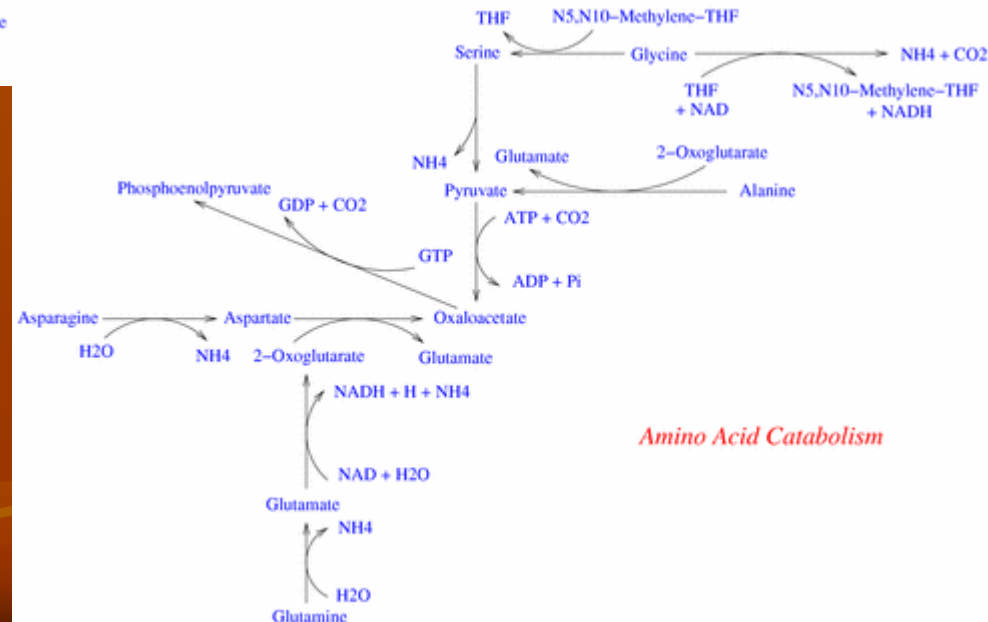 e
THF
N5,N10-Methylene-THF
Serine
Glycine
NH4 + CO2
THF
+ NAD
N5,N10-Methylene-THF
+ NADH
NH4
Glutamate
2-Oxoglutarate
Phosphoenolpyruvate
GDP + CO2
Pyruvate
Alanine
ATP + CO2
GTP
ADP + Pi
Asparagine
Aspartate
Oxaloacetate
H2O
NH4
2-Oxoglutarate
Glutamate
NADH + H + NH4
Amino Acid Catabolism
NAD + H2O
Glutamate
NH4
H2O
Glutamine